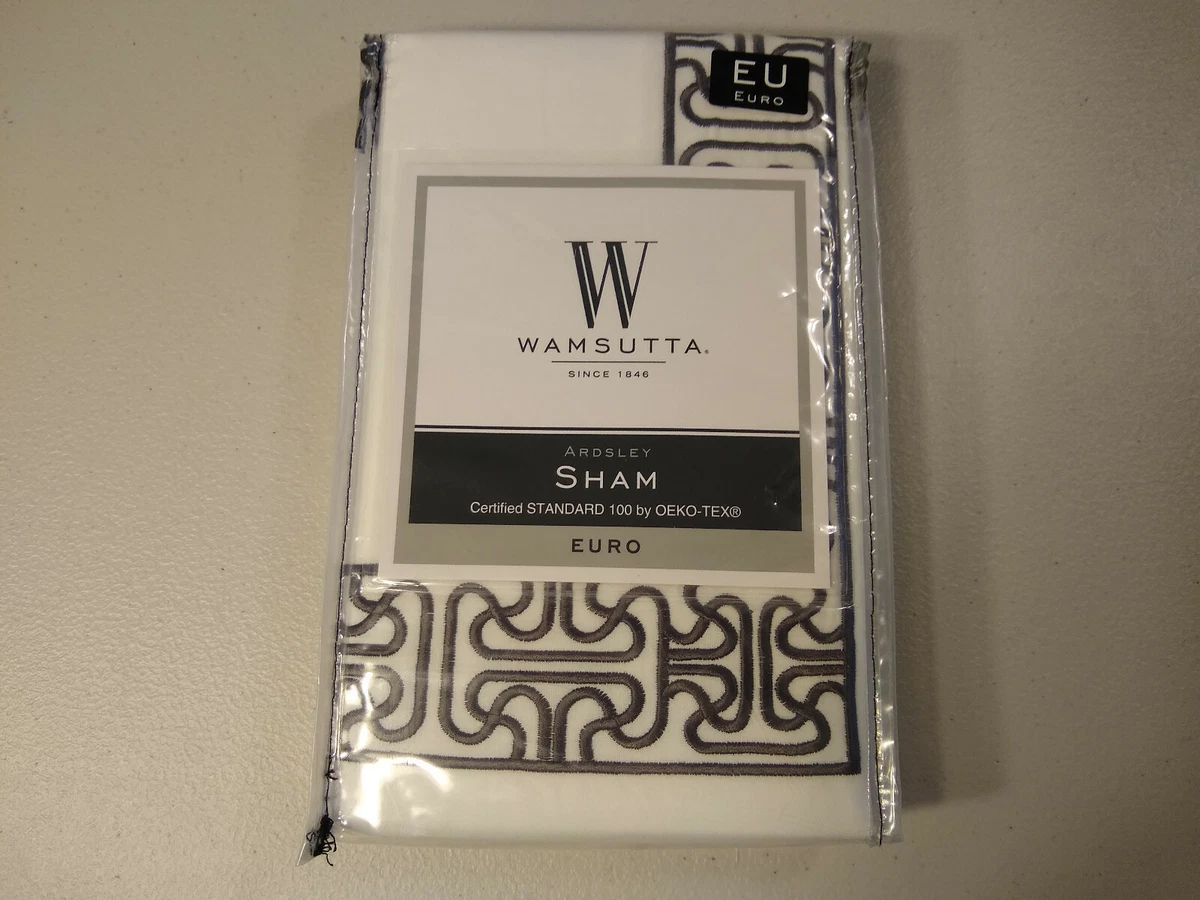 EU
EURO
W
WAMSUTTA®
SINCE 1846
ARDSLEY
SHAM
Certified STANDARD 100 by OEKO-TEX®
EURO